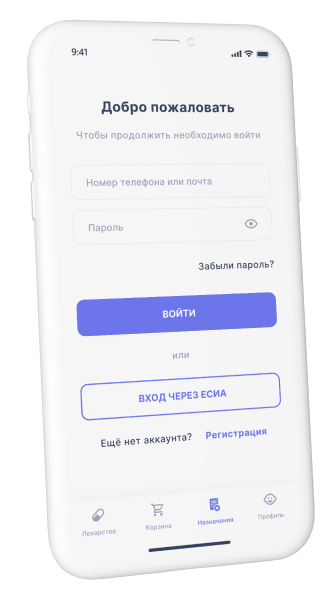 9:41
Добро пожаловать
Чтобы продолжить необходимо войти
Номер телефона или почта
Пароль
Забыли пароль?
ВОЙТИ
или
ВХОД ЧЕРЕЗ ЕСИА
Ещё нет аккаунта? Регистрация
Лекарства Корзина Назначения Профиль